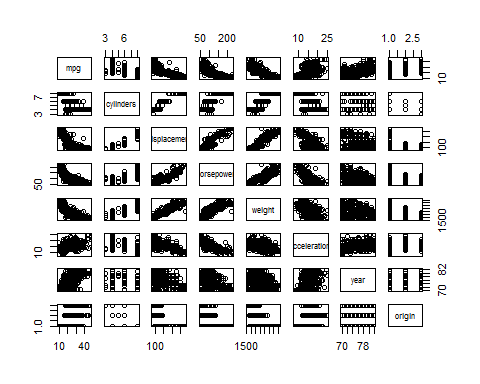 3 6 50 200 10 25 1.0 2.5
mpg 10
3 7 cylinders
isplacemen 100
50 orsepower
weight 1500
10 cceleration
year 70 82
1.0 origin
10 40 100 1500 70 78